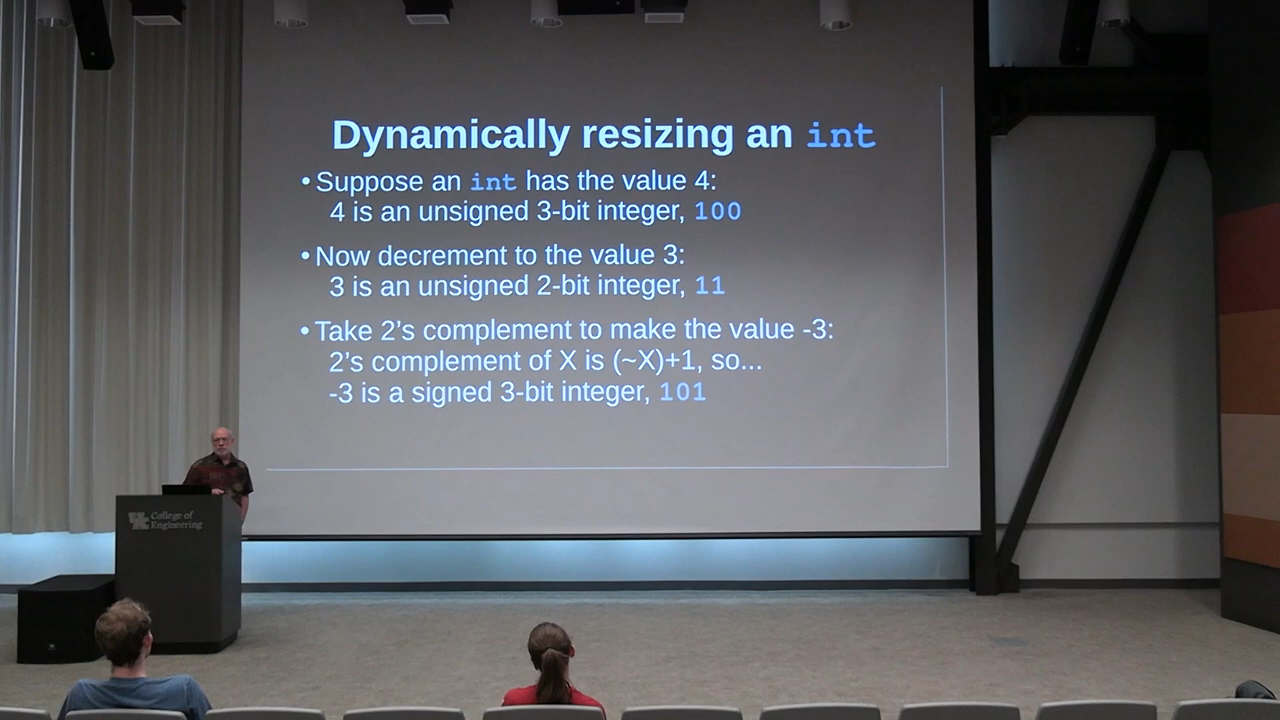 Dynamically resizing an int
• Suppose an int has the value 4:
4 is an unsigned 3-bit integer, 100
• Now decrement to the value 3:
3 is an unsigned 2-bit integer, 11
• Take 2’s complement to make the value -3:
2’s complement of X is (~X)+1, so...
-3 is a signed 3-bit integer, 101
UK College of
Engineering